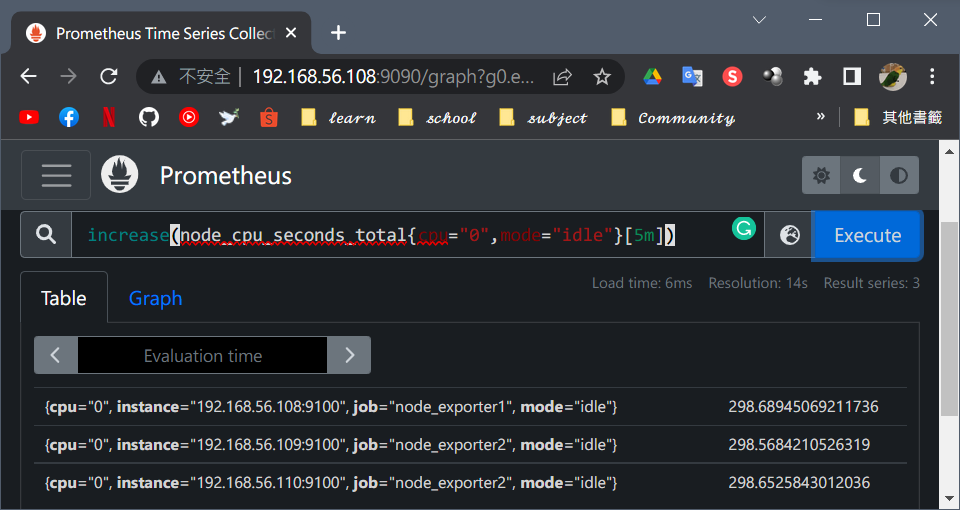 Prometheus Time Series Collect
不安全 192.168.56.108:9090/graph?g0.e...
learn school subject Community » 其他書籤
Prometheus
increase(node_cpu_seconds_total{cpu="0",mode="idle"}[5m])
Execute
Table Graph
Load time: 6ms Resolution: 14s Result series: 3
Evaluation time
{cpu="0", instance="192.168.56.108:9100", job="node_exporter1", mode="idle"} 298.68945069211736
{cpu="0", instance="192.168.56.109:9100", job="node_exporter2", mode="idle"} 298.5684210526319
{cpu="0", instance="192.168.56.110:9100", job="node_exporter2", mode="idle"} 298.6525843012036